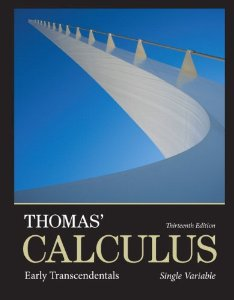 THOMAS'
Thirteenth Edition
CALCULUS
Early Transcendentals
Single Variable